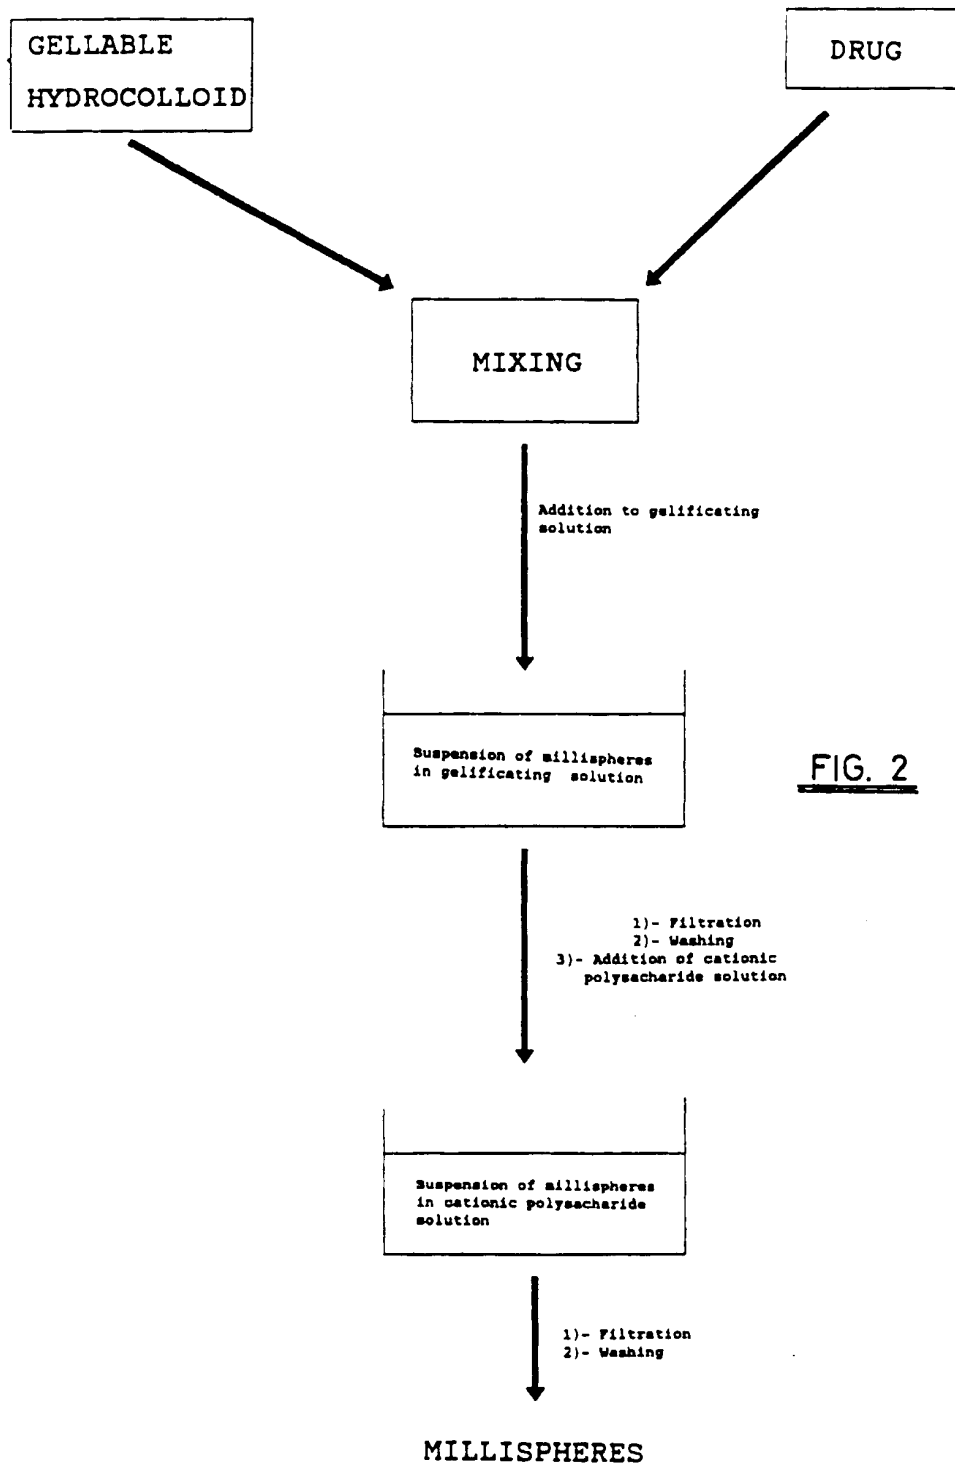 GELLABLE
HYDROCOLLOID
DRUG
MIXING
Addition to gelificating
solution
Suspension of millispheres
in gelificating solution
FIG. 2
1)- Filtration
2)- Washing
3)- Addition of cationic
polysacharide solution
Suspension of millispheres
in cationic polysacharide
solution
1)- Filtration
2)- Washing
MILLISPHERES